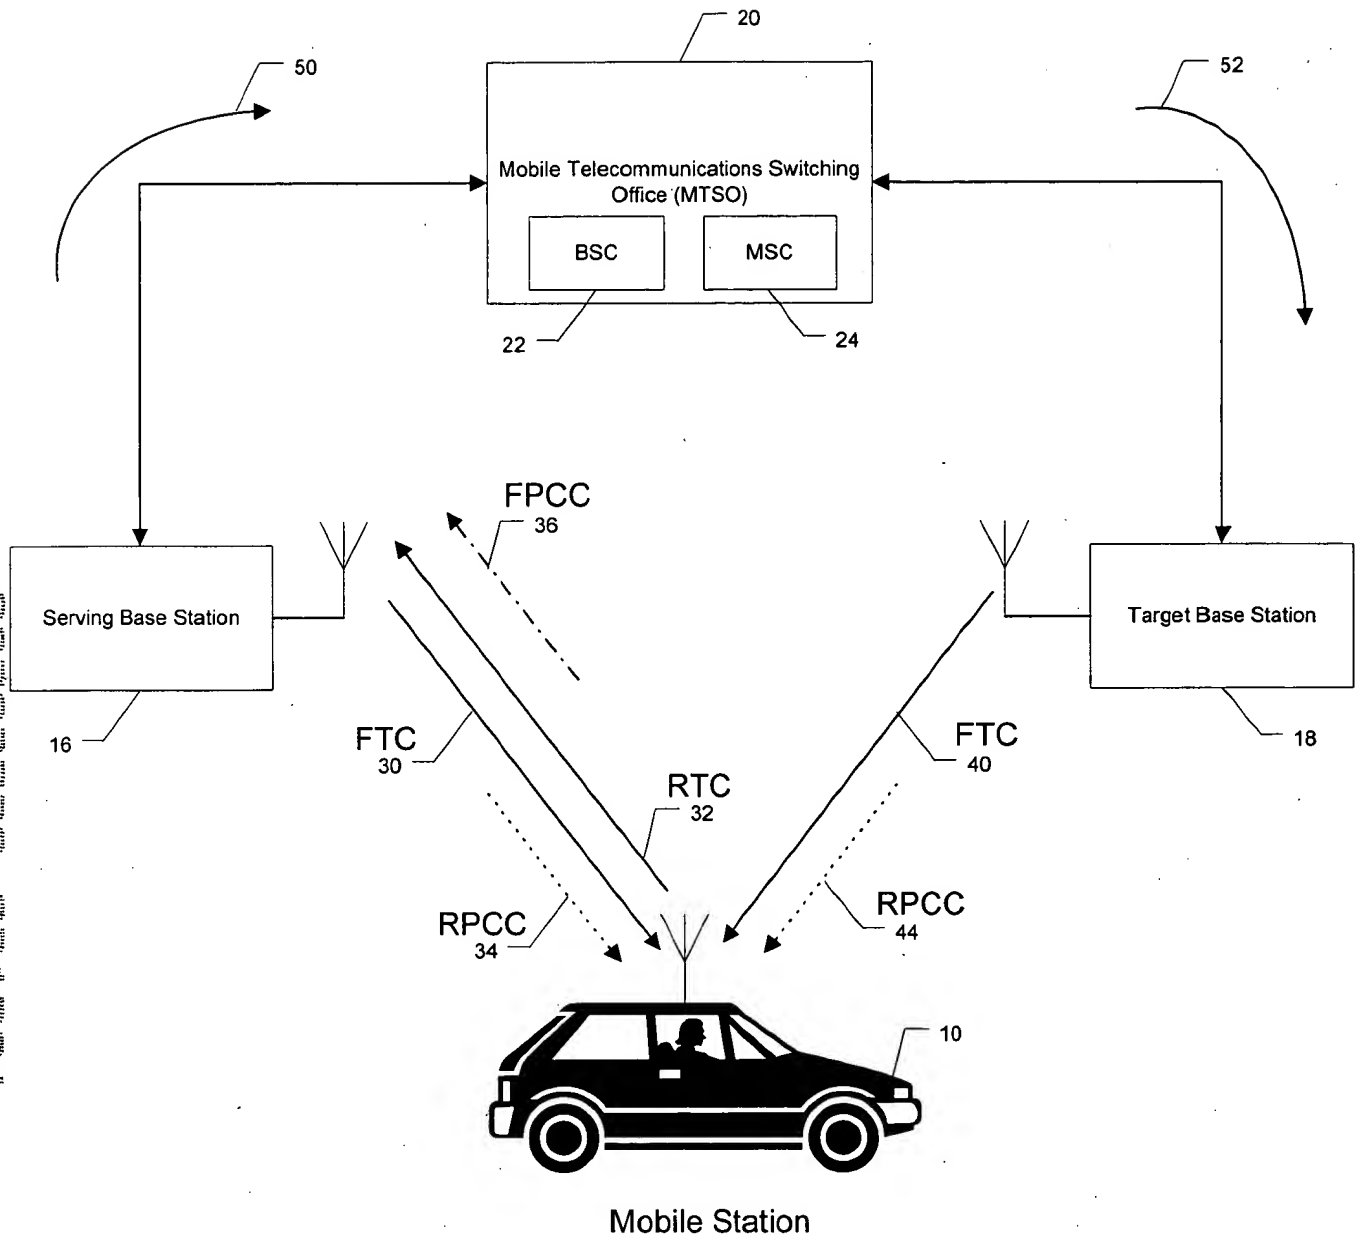 20
50
52
Mobile Telecommunications Switching
Office (MTSO)
BSC
MSC
22
24
FPCC
36
Serving Base Station
Target Base Station
16
18
FTC
30
FTC
40
RTC
32
RPCC
34
RPCC
44
10
Mobile Station